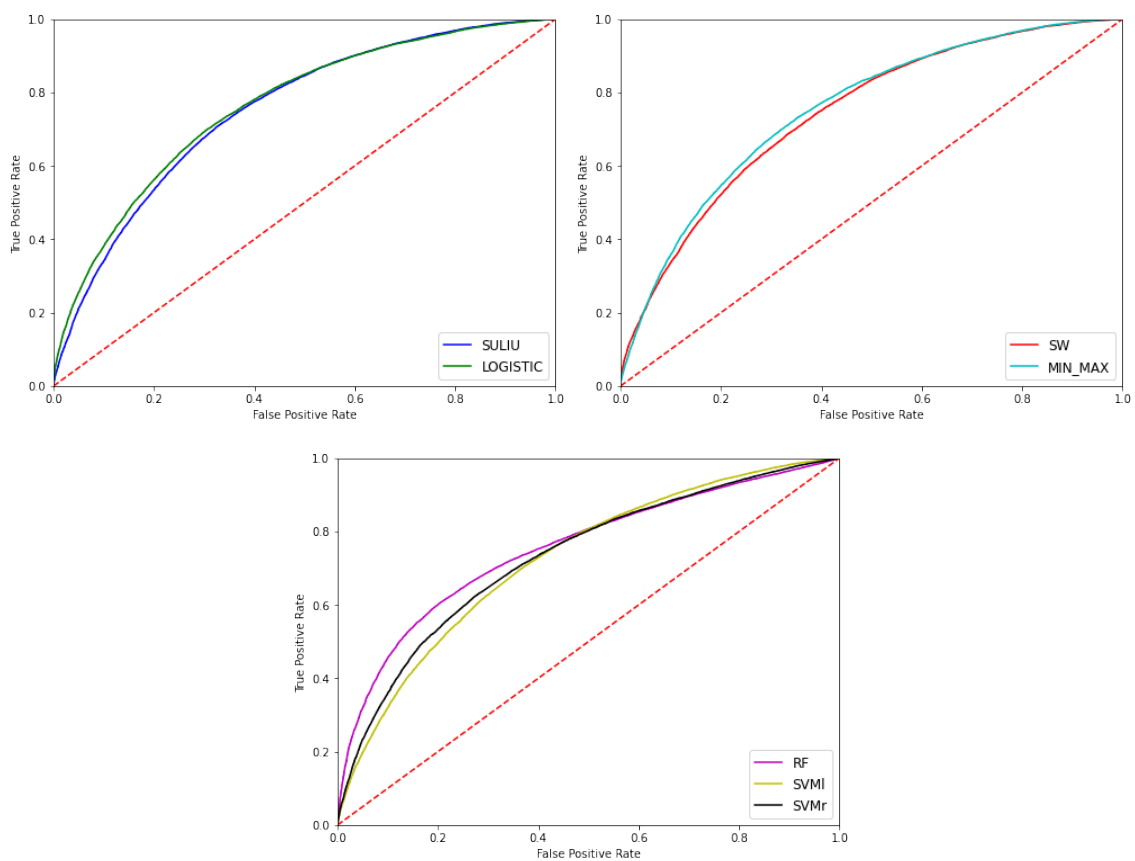 1.0
0.8
0.6
0.4
0.2
0.0
True Positive Rate
0.0 0.2 0.4 0.6 0.8 1.0
False Positive Rate
SULIU
LOGISTIC
1.0
0.8
0.6
0.4
0.2
0.0
True Positive Rate
0.0 0.2 0.4 0.6 0.8 1.0
False Positive Rate
SW
MIN_MAX
1.0
0.8
0.6
0.4
0.2
0.0
True Positive Rate
0.0 0.2 0.4 0.6 0.8 1.0
False Positive Rate
RF
SVMl
SVMr